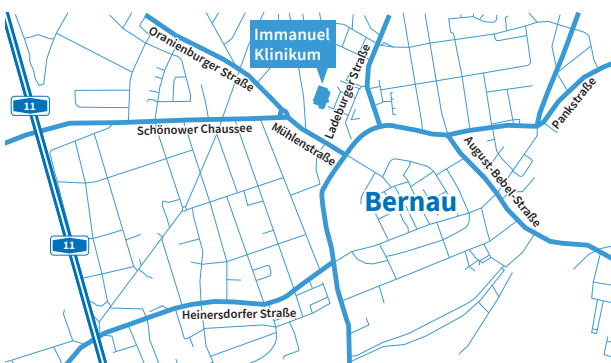 Immanuel
Klinikum
Oranienburger Straße
Ladeburger Straße
11
Pankstraße
Schönower Chaussee
Mühlenstraße
August-Bebel-Straße
Bernau
11
Heinersdorfer Straße